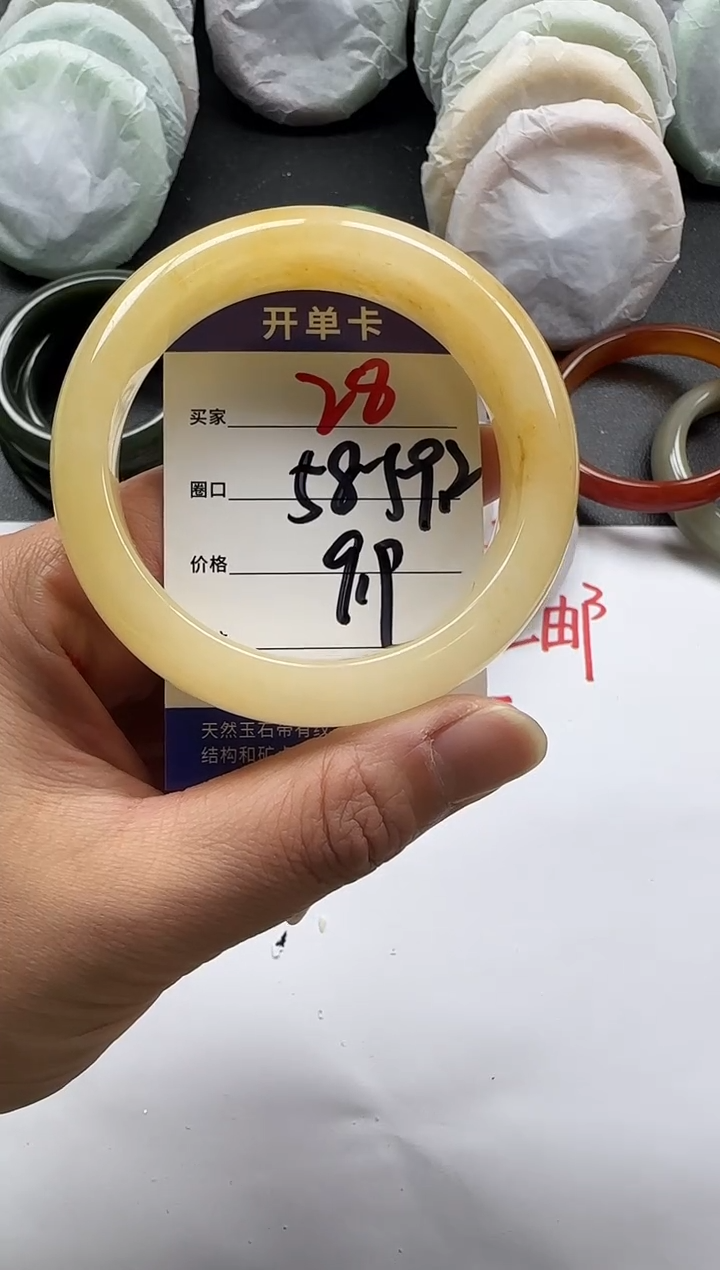 开单卡
买家 28
圈口 58-59.2
价格
邮
天然玉石带有纹
结构和矿